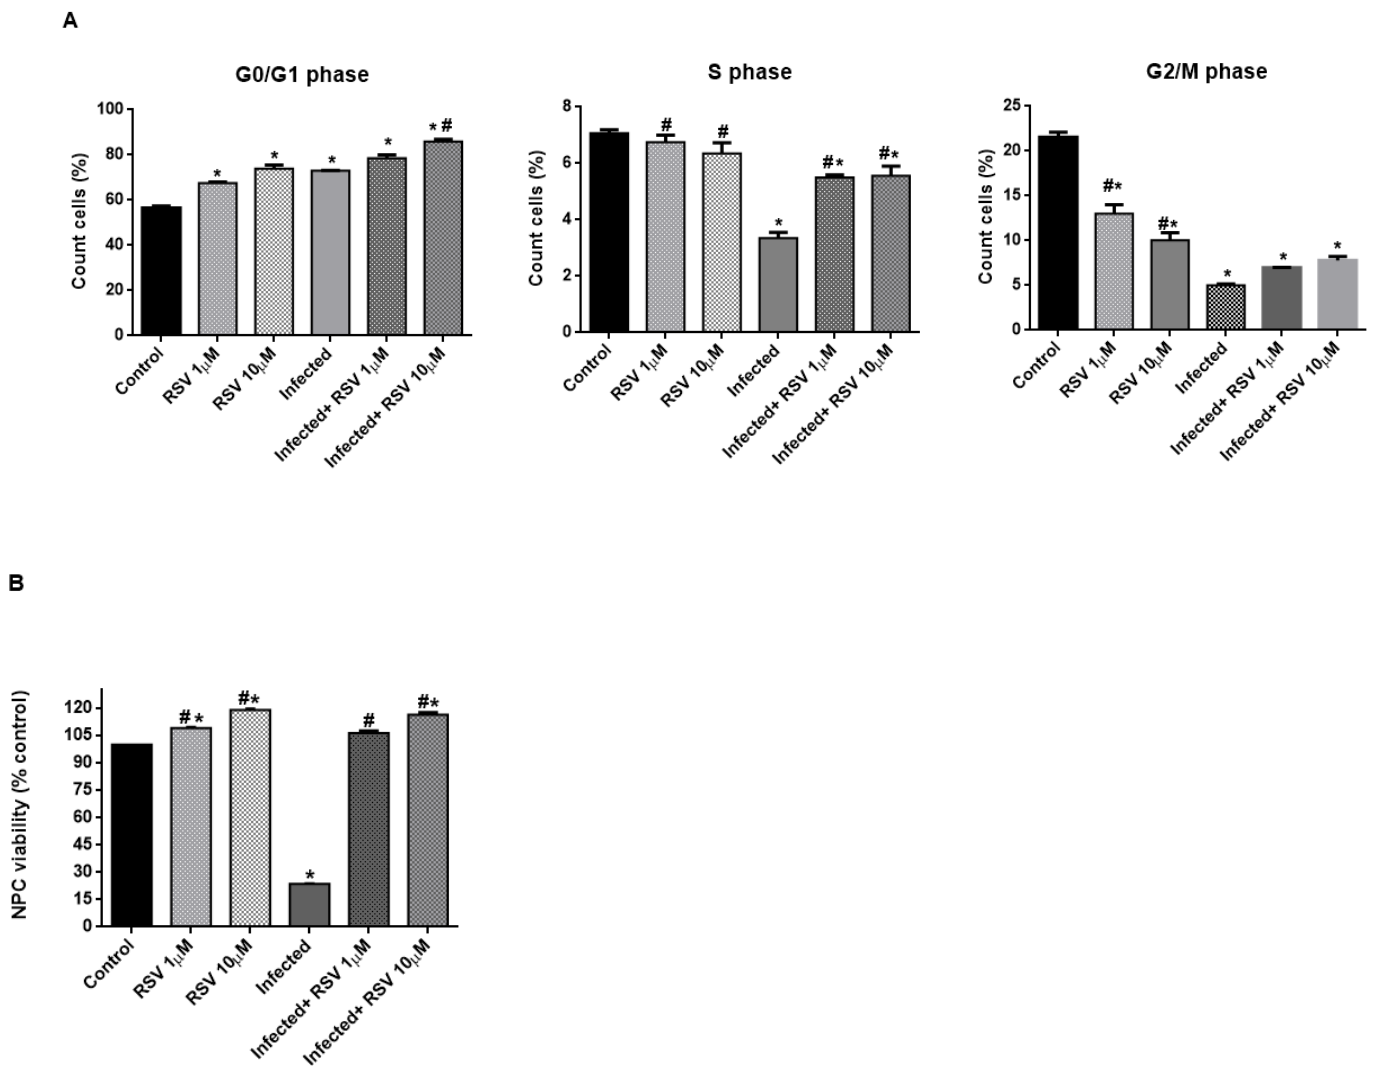 A
G0/G1 phase
Count cells (%)
100
80
60
40
20
0
* * * * * #
Control
RSV 1µM
RSV 10µM
Infected
Infected+ RSV 1µM
Infected+ RSV 10µM
S phase
Count cells (%)
8
6
4
2
0
# # * #* #*
Control
RSV 1µM
RSV 10µM
Infected
Infected+ RSV 1µM
Infected+ RSV 10µM
G2/M phase
Count cells (%)
25
20
15
10
5
0
#* #* * * *
Control
RSV 1µM
RSV 10µM
Infected
Infected+ RSV 1µM
Infected+ RSV 10µM
B
NPC viability (% control)
120
105
90
75
60
45
30
15
0
# * #* * # #*
Control
RSV 1µM
RSV 10µM
Infected
Infected+ RSV 1µM
Infected+ RSV 10µM